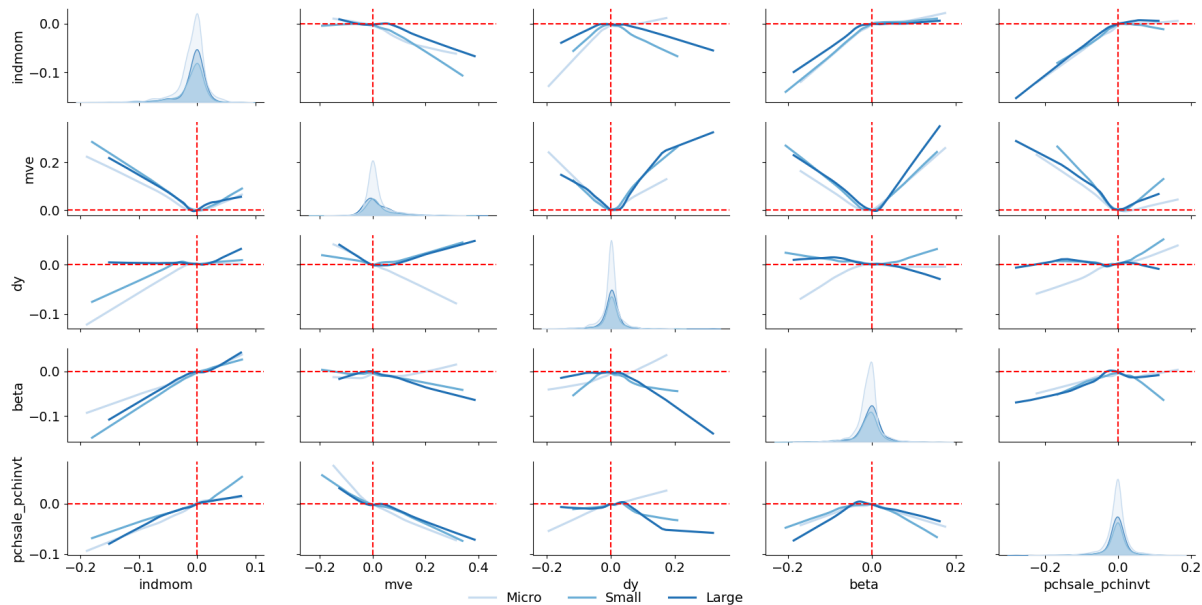 indmom
0.0
−0.1
mve
0.2
0.0
dy
0.0
−0.1
beta
0.0
−0.1
pchsale_pchinvt
0.0
−0.1
−0.2 −0.1 0.0 0.1
−0.2 0.0 0.2 0.4
−0.2 0.0 0.2
−0.2 0.0 0.2
−0.2 0.0 0.2
indmom mve dy beta pchsale_pchinvt
Micro Small Large